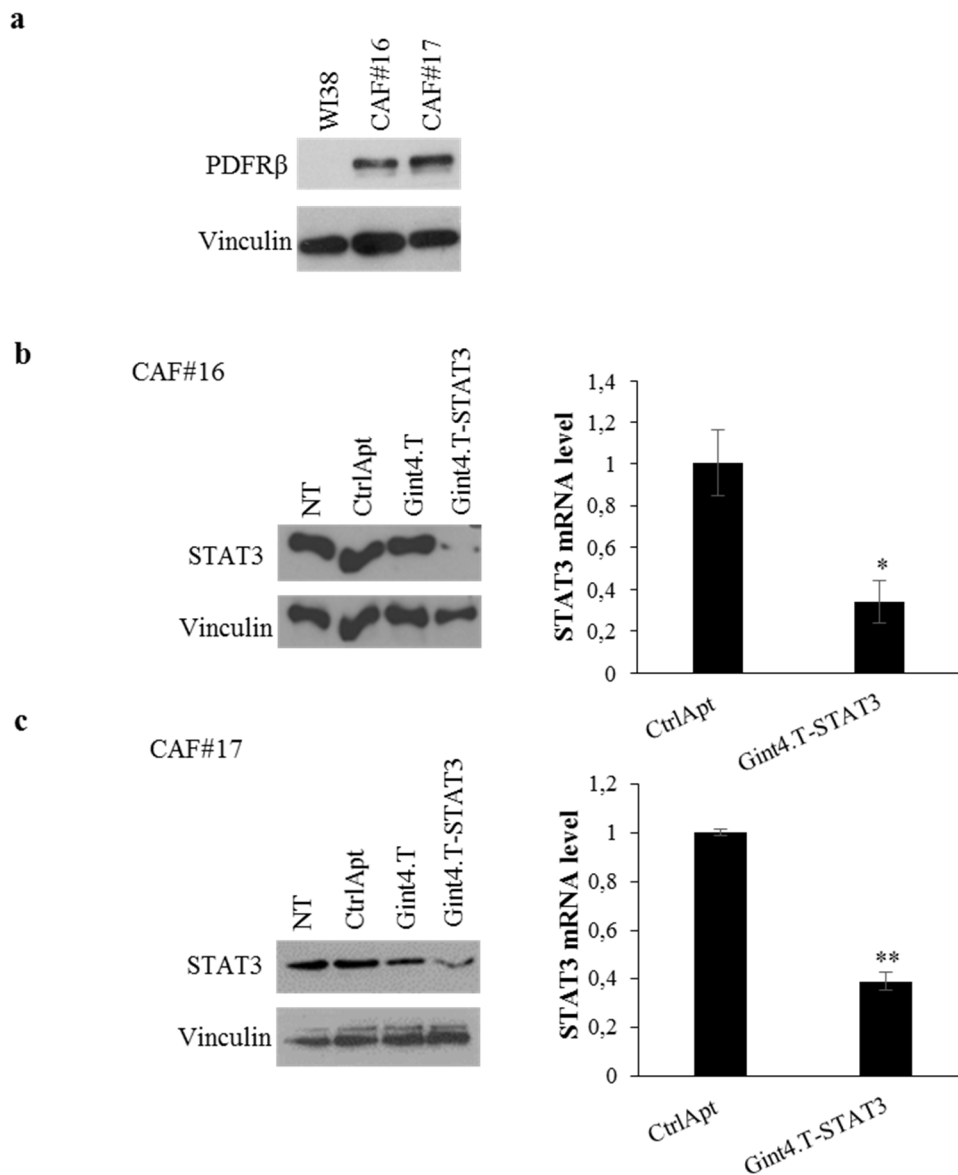 a
WI38
CAF#16
CAF#17
PDFRβ
Vinculin
b
CAF#16
NT
CtrlApt
Gint4.T
Gint4.T-STAT3
STAT3
Vinculin
STAT3 mRNA level
1,4
1,2
1
0,8
0,6
0,4
0,2
0
*
CtrlApt
Gint4.T-STAT3
c
CAF#17
NT
CtrlApt
Gint4.T
Gint4.T-STAT3
STAT3
Vinculin
STAT3 mRNA level
1,2
1
0,8
0,6
0,4
0,2
0
**
CtrlApt
Gint4.T-STAT3